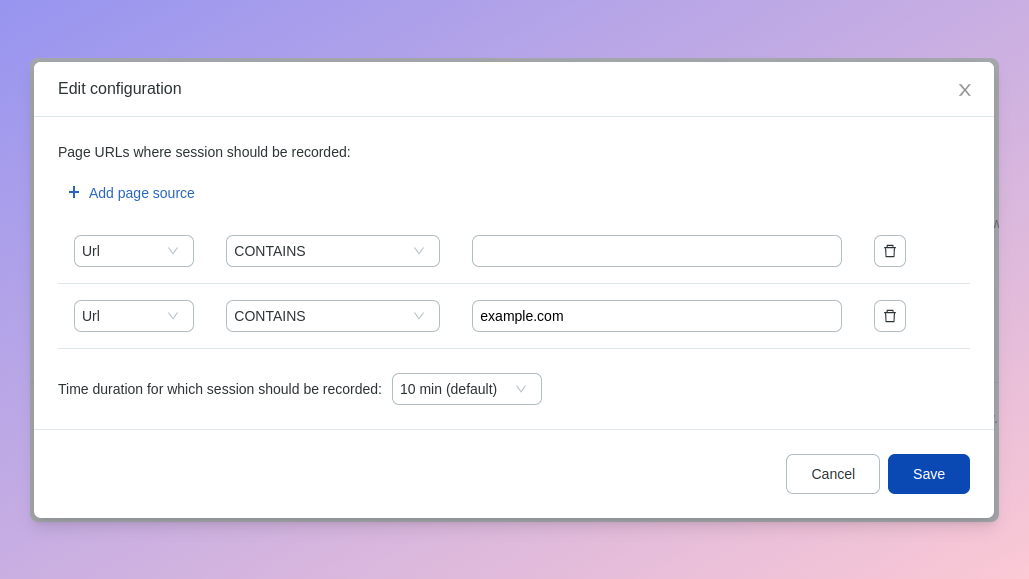 Edit configuration
Page URLs where session should be recorded:
Add page source
Url CONTAINS
Url CONTAINS example.com
Time duration for which session should be recorded: 10 min (default)
Cancel Save